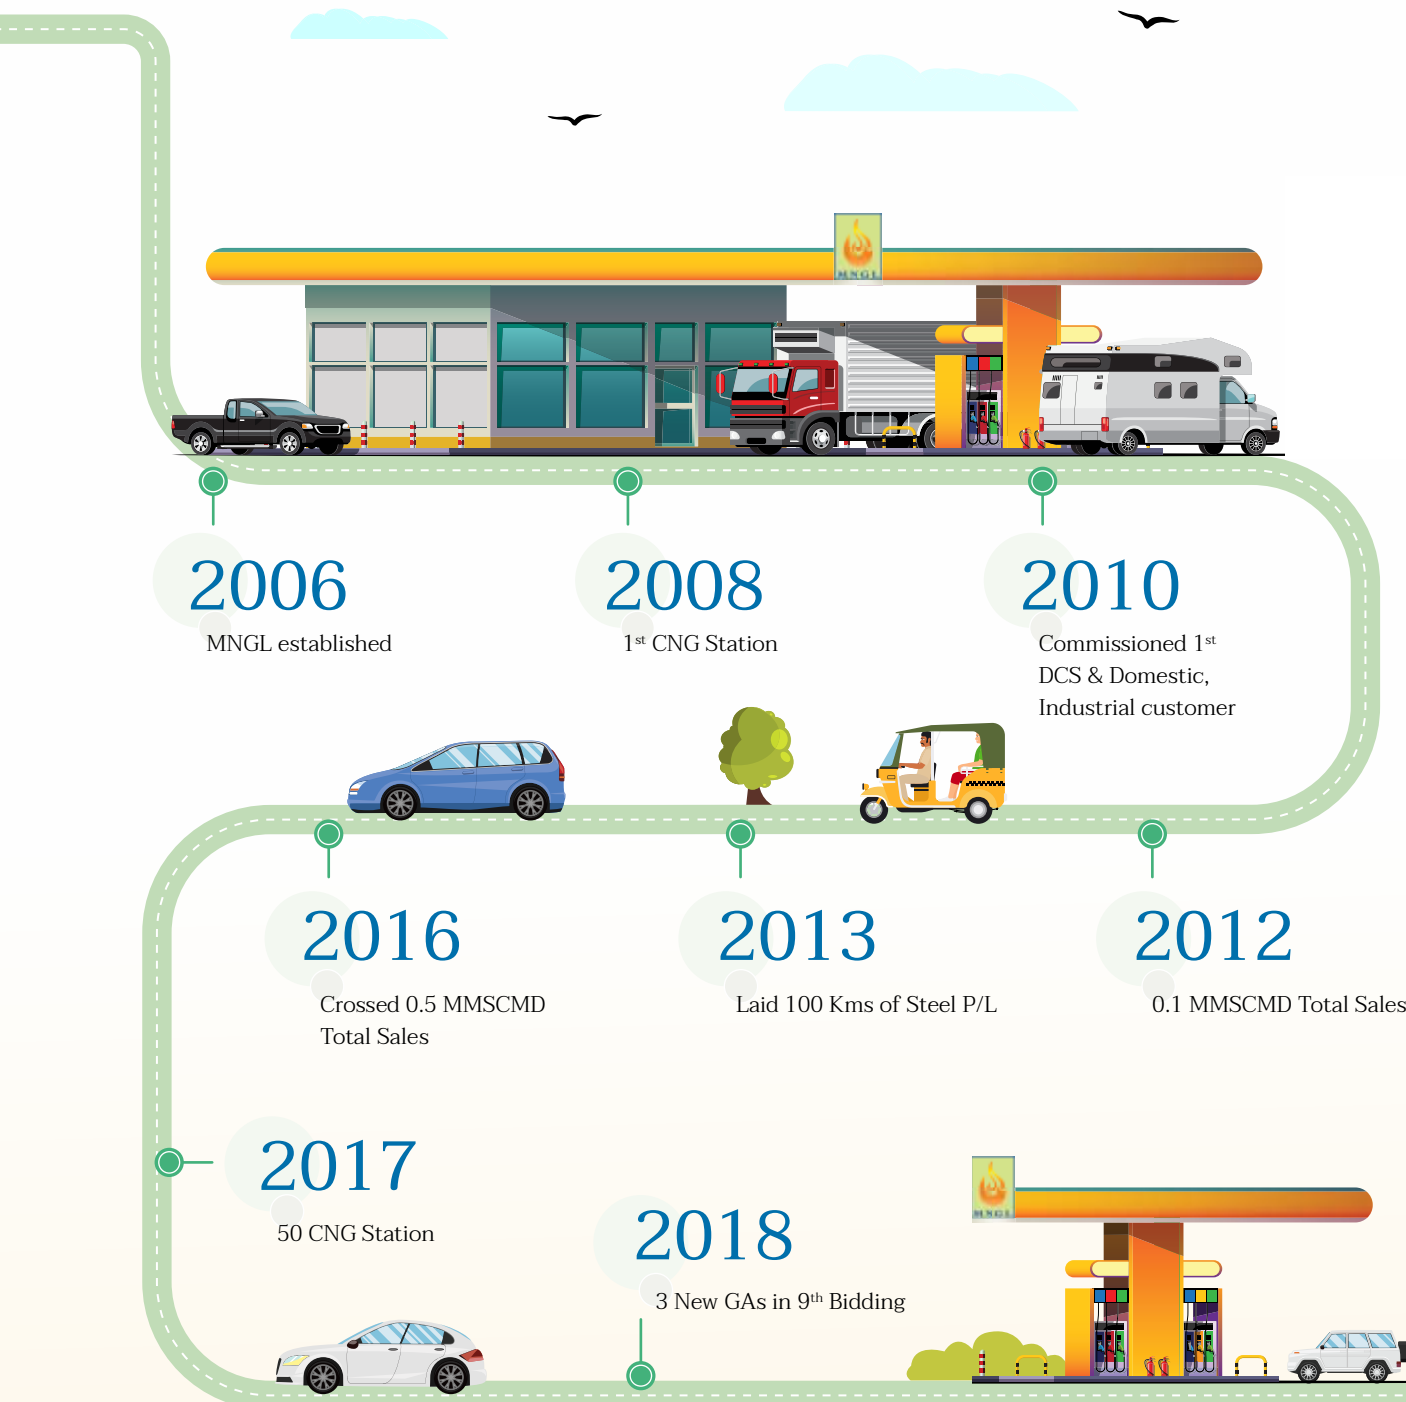 MNGL
2006
MNGL established
2008
1st CNG Station
2010
Commissioned 1st
DCS & Domestic,
Industrial customer
2016
Crossed 0.5 MMSCMD
Total Sales
2013
Laid 100 Kms of Steel P/L
2012
0.1 MMSCMD Total Sales
2017
50 CNG Station
2018
3 New GAs in 9th Bidding
MNGL